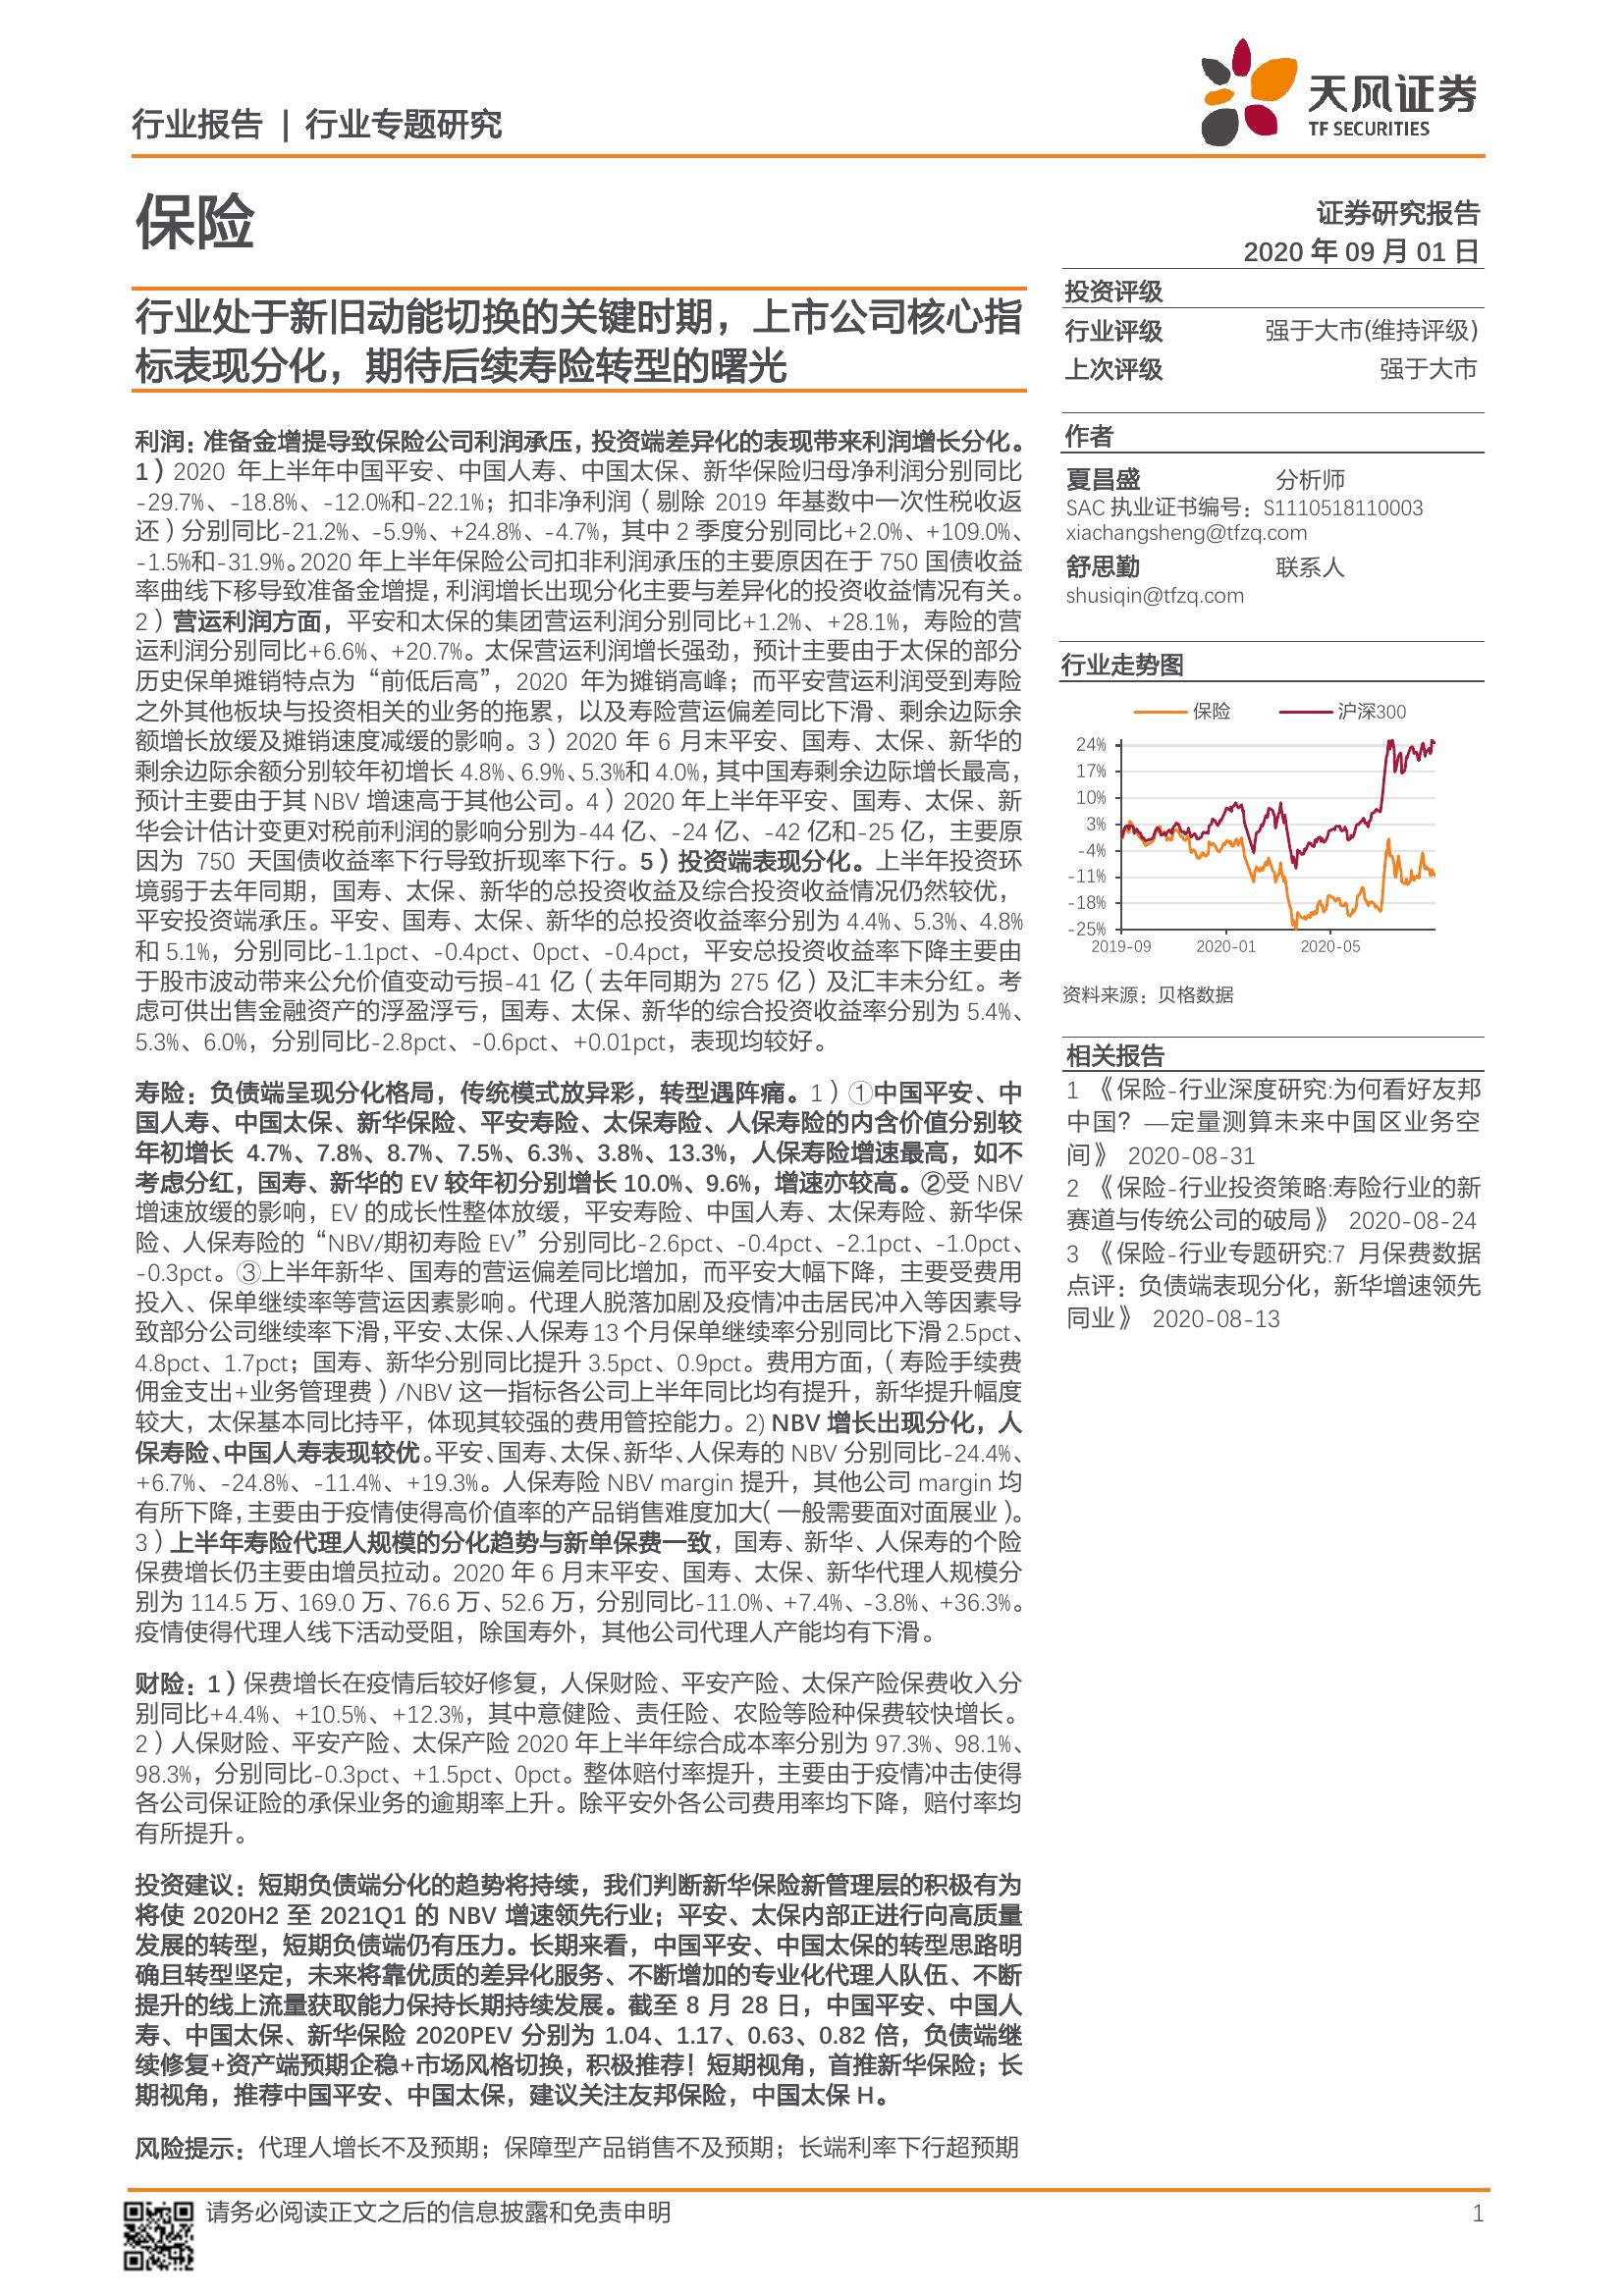 行业报告 | 行业专题研究
天风证券
TF SECURITIES
保险
行业处于新旧动能切换的关键时期，上市公司核心指
标表现分化，期待后续寿险转型的曙光
利润：准备金增提导致保险公司利润承压，投资端差异化的表现带来利润增长分化。
1）2020 年上半年中国平安、中国人寿、中国太保、新华保险归母净利润分别同比
-29.7%、-18.8%、-12.0%和-22.1%；扣非净利润（剔除 2019 年基数中一次性税收返
还）分别同比-21.2%、-5.9%、+24.8%、-4.7%，其中 2 季度分别同比+2.0%、+109.0%、
-1.5%和-31.9%。2020 年上半年保险公司扣非利润承压的主要原因在于 750 国债收益
率曲线下移导致准备金增提，利润增长出现分化主要与差异化的投资收益情况有关。
2）营运利润方面，平安和太保的集团营运利润分别同比+1.2%、+28.1%，寿险的营
运利润分别同比+6.6%、+20.7%。太保营运利润增长强劲，预计主要由于太保的部分
历史保单摊销特点为“前低后高”，2020 年为摊销高峰；而平安营运利润受到寿险
之外其他板块与投资相关的业务的拖累，以及寿险营运偏差同比下滑、剩余边际余
额增长放缓及摊销速度减缓的影响。3）2020 年 6 月末平安、国寿、太保、新华的
剩余边际余额分别较年初增长 4.8%、6.9%、5.3%和 4.0%，其中国寿剩余边际增长最高，
预计主要由于其 NBV 增速高于其他公司。4）2020 年上半年平安、国寿、太保、新
华会计估计变更对税前利润的影响分别为-44 亿、-24 亿、-42 亿和-25 亿，主要原
因为 750 天国债收益率下行导致折现率下行。5）投资端表现分化。上半年投资环
境弱于去年同期，国寿、太保、新华的总投资收益及综合投资收益情况仍然较优，
平安投资端承压。平安、国寿、太保、新华的总投资收益率分别为 4.4%、5.3%、4.8%
和 5.1%，分别同比-1.1pct、-0.4pct、0pct、-0.4pct，平安总投资收益率下降主要由
于股市波动带来公允价值变动亏损-41 亿（去年同期为 275 亿）及汇丰未分红。考
虑可供出售金融资产的浮盈浮亏，国寿、太保、新华的综合投资收益率分别为 5.4%、
5.3%、6.0%，分别同比-2.8pct、-0.6pct、+0.01pct，表现均较好。
寿险：负债端呈现分化格局，传统模式放异彩，转型遇阵痛。1）①中国平安、中
国人寿、中国太保、新华保险、平安寿险、太保寿险、人保寿险的内含价值分别较
年初增长 4.7%、7.8%、8.7%、7.5%、6.3%、3.8%、13.3%，人保寿险增速最高，如不
考虑分红，国寿、新华的 EV 较年初分别增长 10.0%、9.6%，增速亦较高。②受 NBV
增速放缓的影响，EV 的成长性整体放缓，平安寿险、中国人寿、太保寿险、新华保
险、人保寿险的“NBV/期初寿险 EV”分别同比-2.6pct、-0.4pct、-2.1pct、-1.0pct、
-0.3pct。③上半年新华、国寿的营运偏差同比增加，而平安大幅下降，主要受费用
投入、保单继续率等营运因素影响。代理人脱落加剧及疫情冲击居民冲入等因素导
致部分公司继续率下滑，平安、太保、人保寿 13 个月保单继续率分别同比下滑 2.5pct、
4.8pct、1.7pct；国寿、新华分别同比提升 3.5pct、0.9pct。费用方面，（寿险手续费
佣金支出+业务管理费）/NBV 这一指标各公司上半年同比均有提升，新华提升幅度
较大，太保基本同比持平，体现其较强的费用管控能力。2) NBV 增长出现分化，人
保寿险、中国人寿表现较优。平安、国寿、太保、新华、人保寿的 NBV 分别同比-24.4%、
+6.7%、-24.8%、-11.4%、+19.3%。人保寿险 NBV margin 提升，其他公司 margin 均
有所下降，主要由于疫情使得高价值率的产品销售难度加大（一般需要面对面展业）。
3）上半年寿险代理人规模的分化趋势与新单保费一致，国寿、新华、人保寿的个险
保费增长仍主要由增员拉动。2020 年 6 月末平安、国寿、太保、新华代理人规模分
别为 114.5 万、169.0 万、76.6 万、52.6 万，分别同比-11.0%、+7.4%、-3.8%、+36.3%。
疫情使得代理人线下活动受阻，除国寿外，其他公司代理人产能均有下滑。
财险：1）保费增长在疫情后较好修复，人保财险、平安产险、太保产险保费收入分
别同比+4.4%、+10.5%、+12.3%，其中意健险、责任险、农险等险种保费较快增长。
2）人保财险、平安产险、太保产险 2020 年上半年综合成本率分别为 97.3%、98.1%、
98.3%，分别同比-0.3pct、+1.5pct、0pct。整体赔付率提升，主要由于疫情冲击使得
各公司保证险的承保业务的逾期率上升。除平安外各公司费用率均下降，赔付率均
有所提升。
投资建议：短期负债端分化的趋势将持续，我们判断新华保险新管理层的积极有为
将使 2020H2 至 2021Q1 的 NBV 增速领先行业；平安、太保内部正进行向高质量
发展的转型，短期负债端仍有压力。长期来看，中国平安、中国太保的转型思路明
确且转型坚定，未来将靠优质的差异化服务、不断增加的专业化代理人队伍、不断
提升的线上流量获取能力保持长期持续发展。截至 8 月 28 日，中国平安、中国人
寿、中国太保、新华保险 2020PEV 分别为 1.04、1.17、0.63、0.82 倍，负债端继
续修复+资产端预期企稳+市场风格切换，积极推荐！短期视角，首推新华保险；长
期视角，推荐中国平安、中国太保，建议关注友邦保险，中国太保 H。
风险提示：代理人增长不及预期；保障型产品销售不及预期；长端利率下行超预期
证券研究报告
2020 年 09 月 01 日
投资评级
行业评级 强于大市(维持评级)
上次评级 强于大市
作者
夏昌盛 分析师
SAC 执业证书编号：S1110518110003
xiachangsheng@tfzq.com
舒思勤 联系人
shusiqin@tfzq.com
行业走势图
保险 沪深300
24%
17%
10%
3%
-4%
-11%
-18%
-25%
2019-09 2020-01 2020-05
资料来源：贝格数据
相关报告
1 《保险-行业深度研究:为何看好友邦
中国？—定量测算未来中国区业务空
间》 2020-08-31
2 《保险-行业投资策略:寿险行业的新
赛道与传统公司的破局》 2020-08-24
3 《保险-行业专题研究:7 月保费数据
点评：负债端表现分化，新华增速领先
同业》 2020-08-13
请务必阅读正文之后的信息披露和免责申明 1